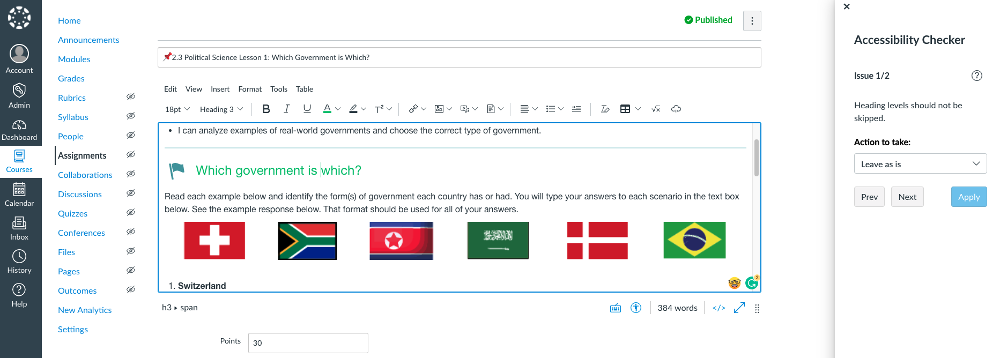 Account
Admin
Dashboard
Courses
Calendar
Inbox
History
Help
Home
Announcements
Modules
Grades
Rubrics
Syllabus
People
Assignments
Collaborations
Discussions
Quizzes
Conferences
Files
Pages
Outcomes
New Analytics
Settings
Published
2.3 Political Science Lesson 1: Which Government is Which?
Edit View Insert Format Tools Table
18pt Heading 3 B I U A T² √x
• I can analyze examples of real-world governments and choose the correct type of government.
Which government is which?
Read each example below and identify the form(s) of government each country has or had. You will type your answers to each scenario in the text box
below. See the example response below. That format should be used for all of your answers.
1. Switzerland
2
h3 ▸ span
384 words </>
Points 30
×
Accessibility Checker
Issue 1/2 ?
Heading levels should not be
skipped.
Action to take:
Leave as is
Prev Next Apply